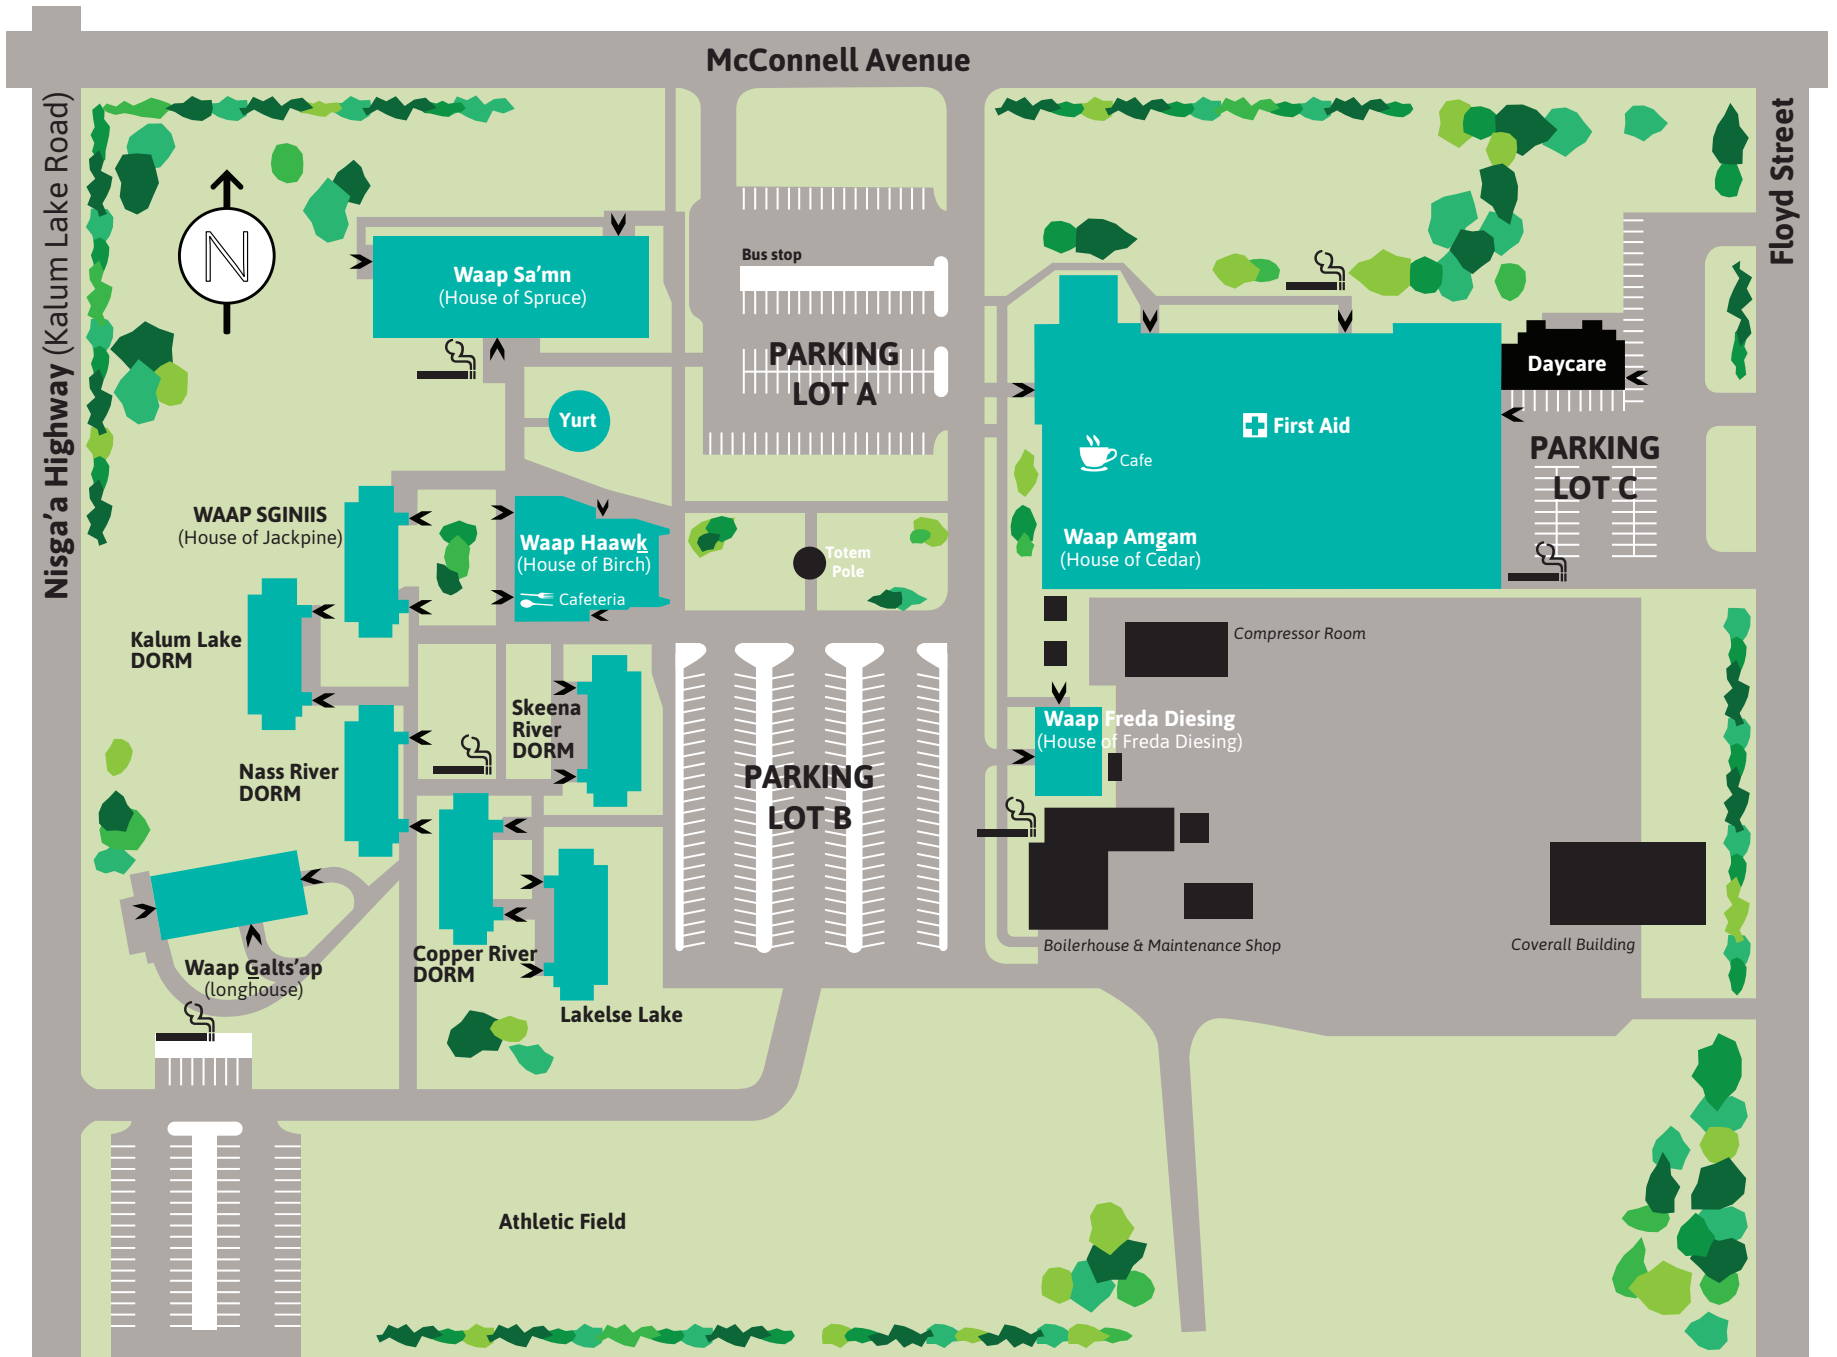 McConnell Avenue
Nisga’a Highway (Kalum Lake Road)
Floyd Street
N
Waap Sa’mn
(House of Spruce)
Bus stop
PARKING
LOT A
Yurt
Daycare
First Aid
Cafe
PARKING
LOT C
WAAP SGINIIS
(House of Jackpine)
Waap Haawḵ
(House of Birch)
Cafeteria
Totem
Pole
Waap Amg̱am
(House of Cedar)
Kalum Lake
DORM
Compressor Room
Skeena
River
DORM
Waap Freda Diesing
(House of Freda Diesing)
Nass River
DORM
PARKING
LOT B
Waap G̱alts’ap
(longhouse)
Copper River
DORM
Boilerhouse & Maintenance Shop
Coverall Building
Lakelse Lake
Athletic Field